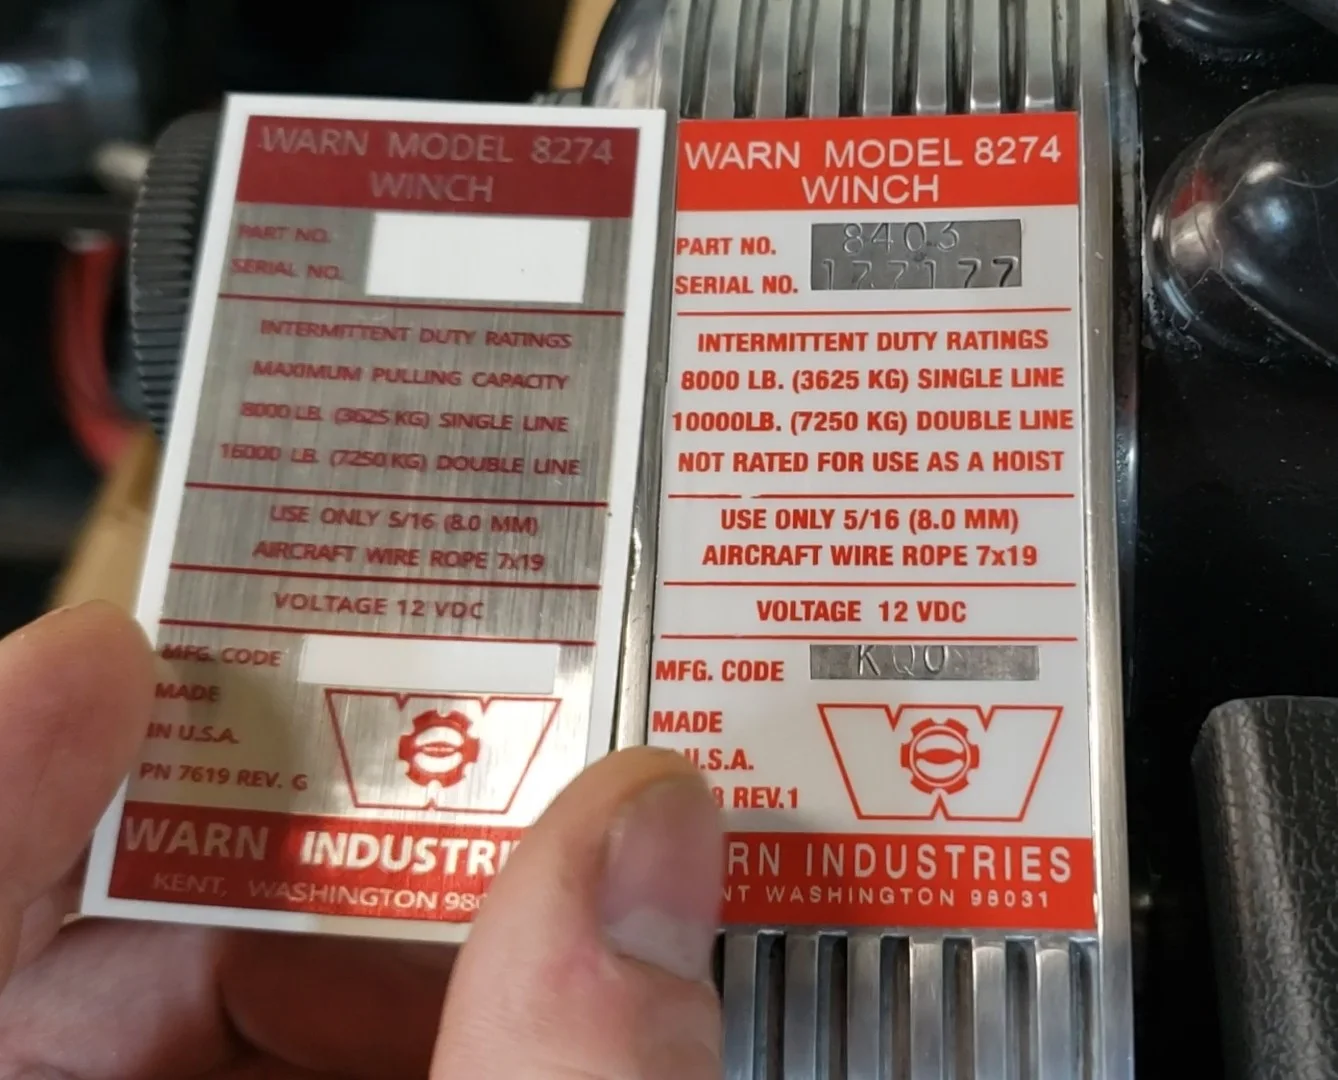 WARN MODEL 8274
WINCH
PART NO.
SERIAL NO.
INTERMITTENT DUTY RATINGS
MAXIMUM PULLING CAPACITY
8000 LB. (3625 KG) SINGLE LINE
16000 LB. (7250 KG) DOUBLE LINE
USE ONLY 5/16 (8.0 MM)
AIRCRAFT WIRE ROPE 7x19
VOLTAGE 12 VDC
MFG. CODE
MADE
IN U.S.A.
PN 7619 REV. G
WARN INDUSTRI
KENT, WASHINGTON 98
WARN MODEL 8274
WINCH
PART NO. 8403
SERIAL NO.
INTERMITTENT DUTY RATINGS
8000 LB. (3625 KG) SINGLE LINE
10000LB. (7250 KG) DOUBLE LINE
NOT RATED FOR USE AS A HOIST
USE ONLY 5/16 (8.0 MM)
AIRCRAFT WIRE ROPE 7x19
VOLTAGE 12 VDC
MFG. CODE
MADE
U.S.A.
REV.1
RN INDUSTRIES
NT WASHINGTON 98031